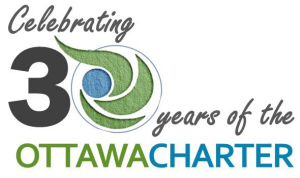 Celebrating
30
years of the
OTTAWACHARTER